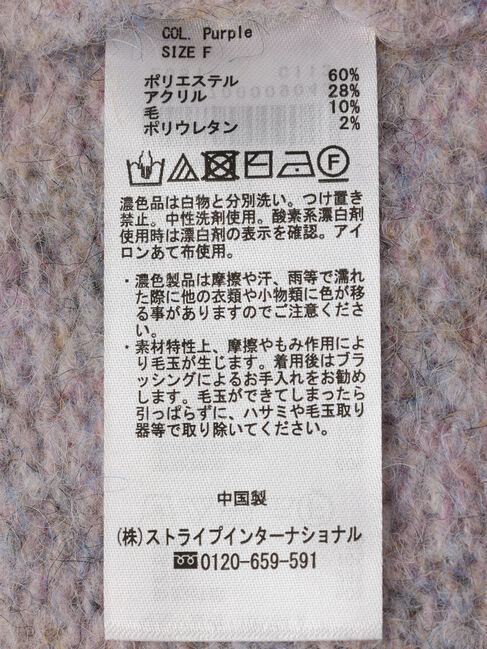 COL. Purple
SIZE F
ポリエステル 60%
アクリル 28%
毛 10%
ポリウレタン 2%
F
濃色品は白物と分別洗い。つけ置き
禁止。中性洗剤使用。酸素系漂白剤
使用時は漂白剤の表示を確認。アイ
ロンあて布使用。
・濃色製品は摩擦や汗、雨等で濡れ
た際に他の衣類や小物類に色が移
る事がありますのでご注意くださ
い。
・素材特性上、摩擦やもみ作用によ
り毛玉が生じます。着用後はブラ
ッシングによるお手入れをお勧め
します。毛玉ができてしまったら
引っぱらずに、ハサミや毛玉取り
器等で取り除いてください。
中国製
(株)ストライプインターナショナル
0120-659-591